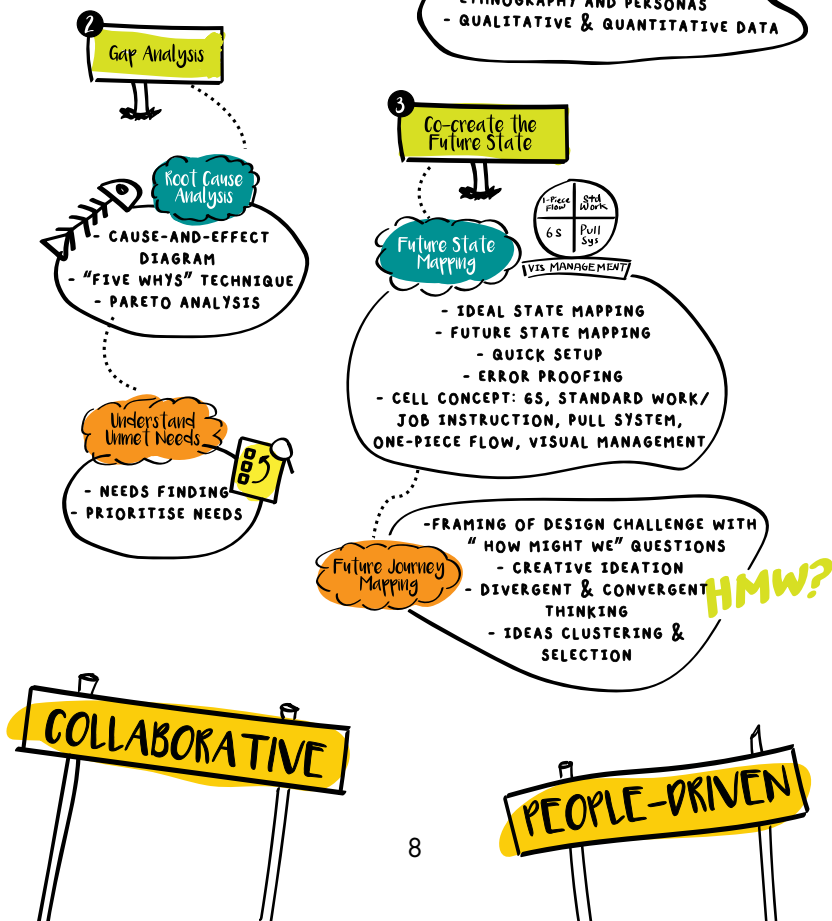 ETHNOGRAPHY AND PERSONAS
- QUALITATIVE & QUANTITATIVE DATA
2
Gap Analysis
Root Cause
Analysis
- CAUSE-AND-EFFECT
DIAGRAM
- "FIVE WHYS" TECHNIQUE
- PARETO ANALYSIS
Understand
Unmet Needs
- NEEDS FINDING
- PRIORITISE NEEDS
3
Co-create the
Future State
Future State
Mapping
1-Piece
Flow
Std
Work
6S
Pull
Sys
VIS MANAGEMENT
- IDEAL STATE MAPPING
- FUTURE STATE MAPPING
- QUICK SETUP
- ERROR PROOFING
- CELL CONCEPT: 6S, STANDARD WORK/
JOB INSTRUCTION, PULL SYSTEM,
ONE-PIECE FLOW, VISUAL MANAGEMENT
Future Journey
Mapping
-FRAMING OF DESIGN CHALLENGE WITH
" HOW MIGHT WE" QUESTIONS
- CREATIVE IDEATION
- DIVERGENT & CONVERGENT
THINKING
- IDEAS CLUSTERING &
SELECTION
HMW?
COLLABORATIVE
PEOPLE-DRIVEN
8